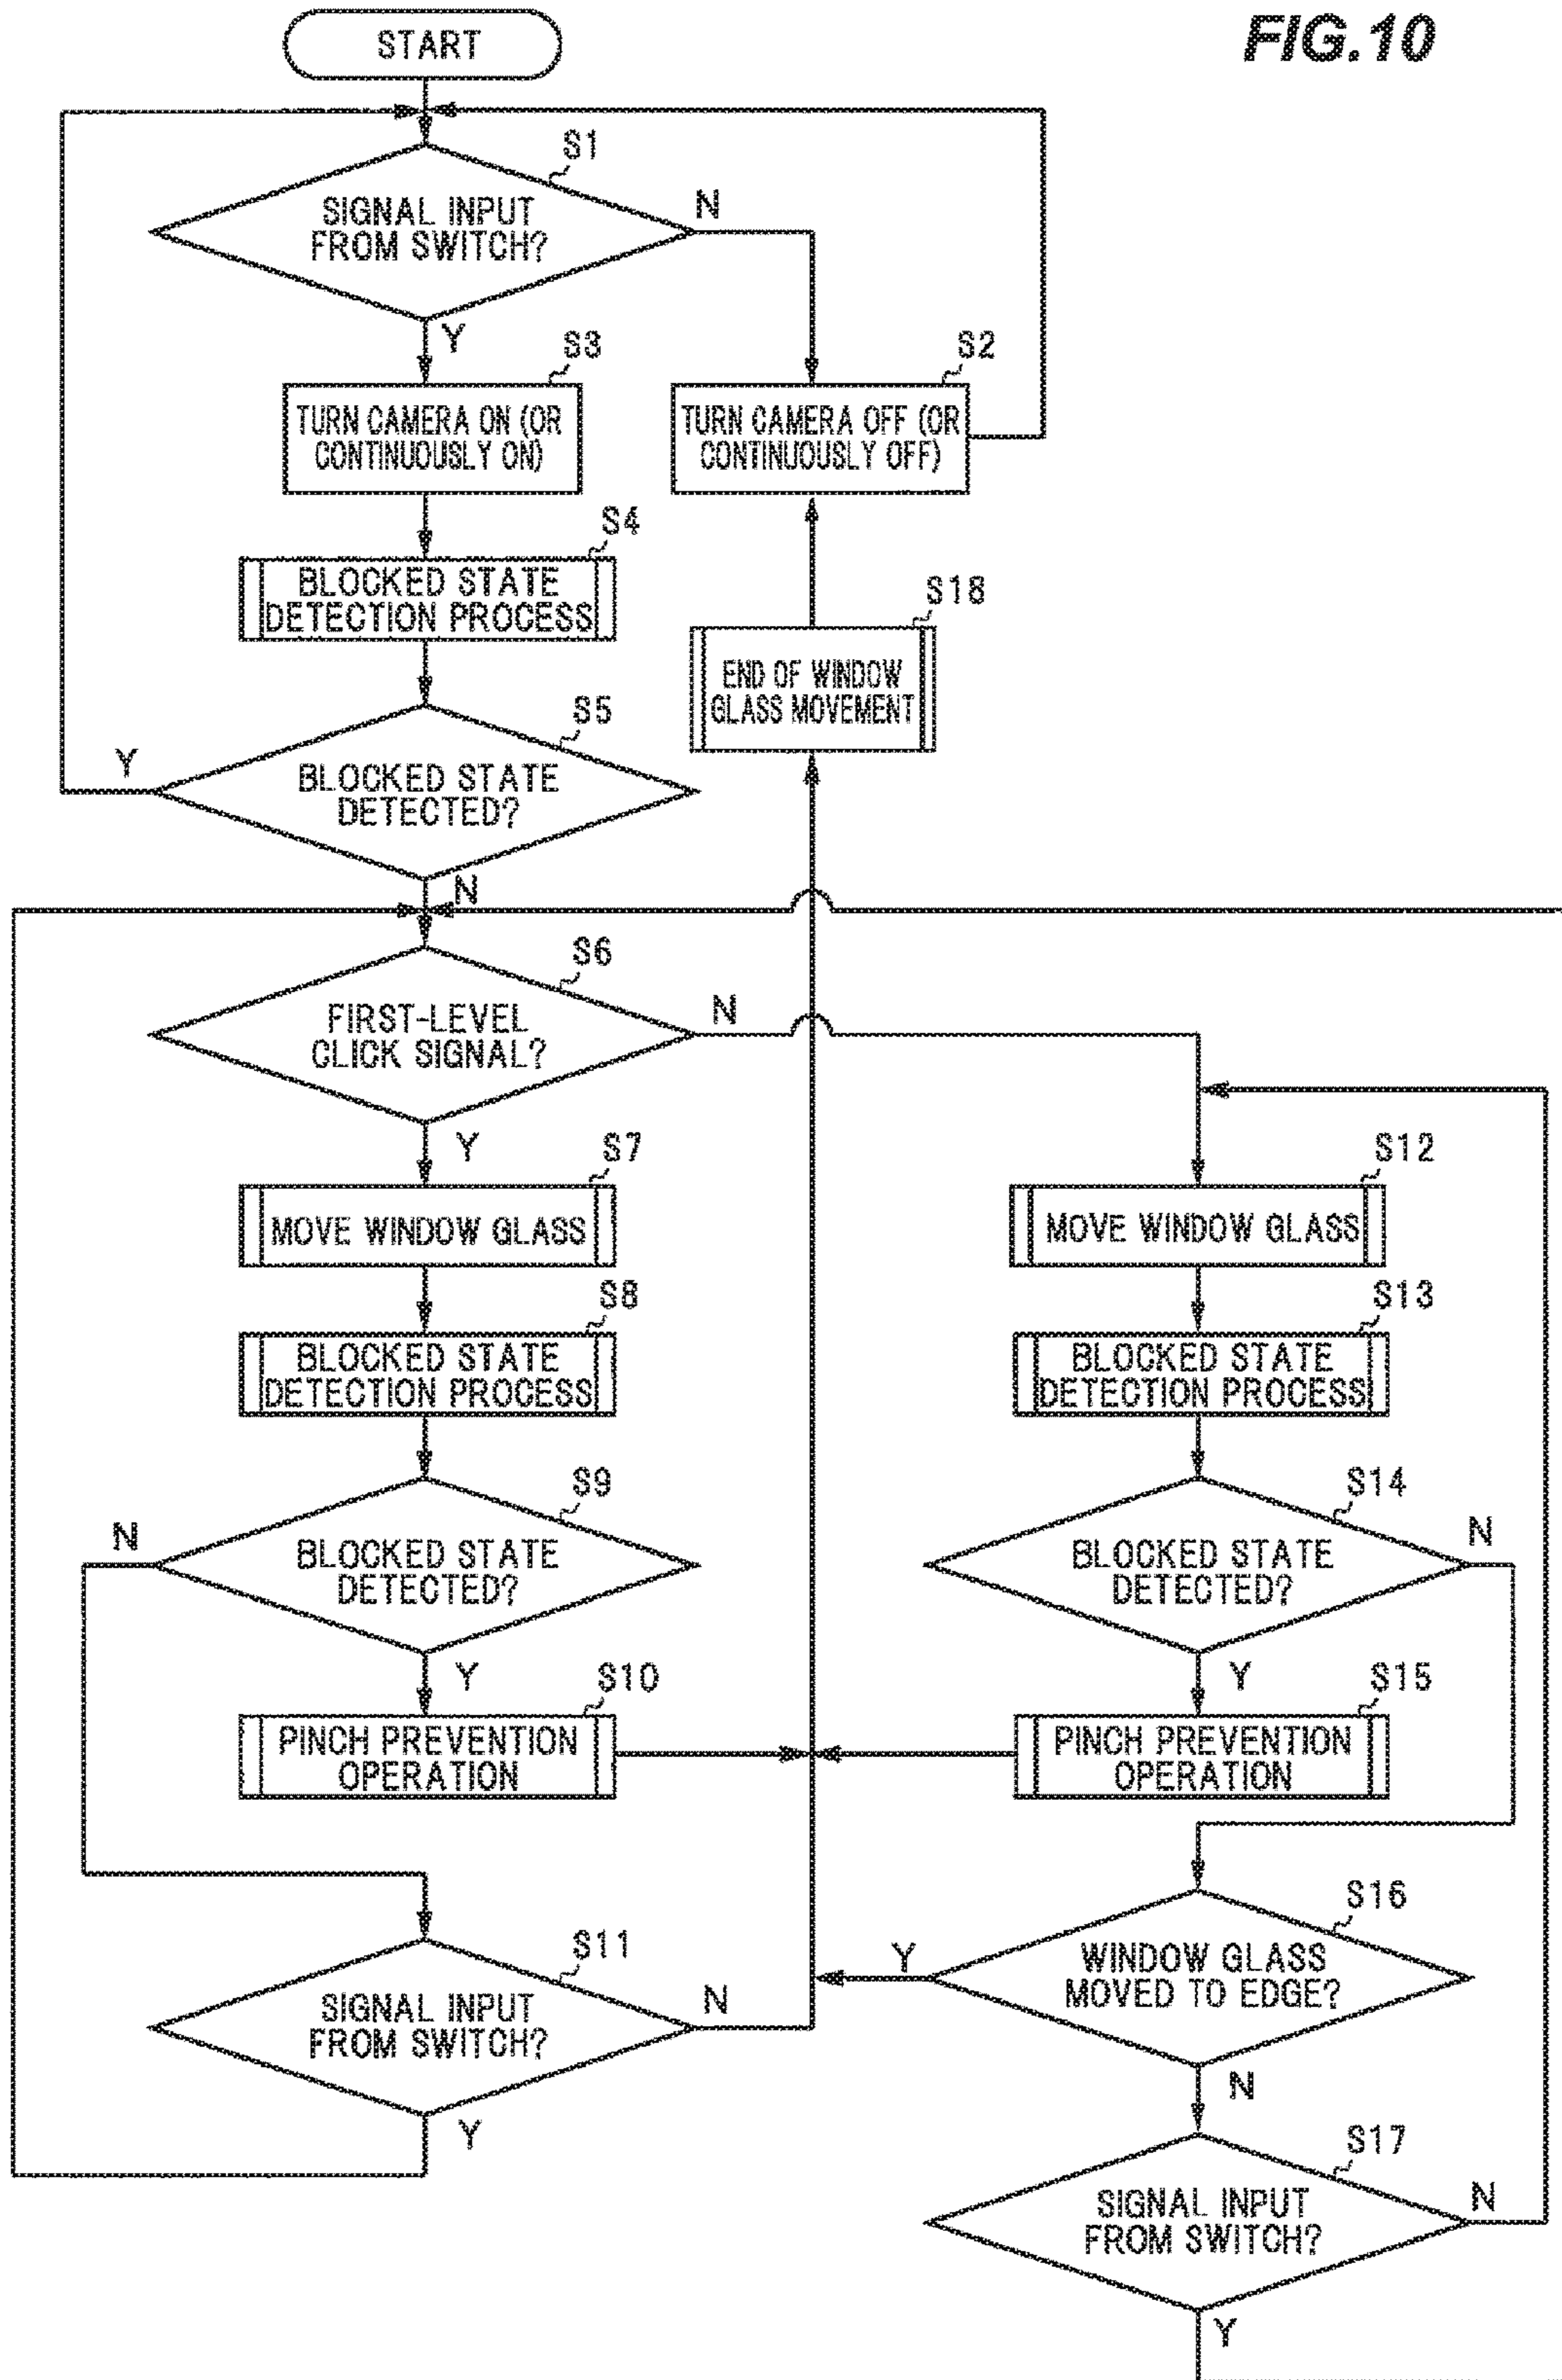 FIG.10
START
S1
SIGNAL INPUT
FROM SWITCH?
N
Y
S3
TURN CAMERA ON (OR
CONTINUOUSLY ON)
S2
TURN CAMERA OFF (OR
CONTINUOUSLY OFF)
S4
BLOCKED STATE
DETECTION PROCESS
S18
END OF WINDOW
GLASS MOVEMENT
S5
BLOCKED STATE
DETECTED?
Y
N
S6
FIRST-LEVEL
CLICK SIGNAL?
N
Y
S7
MOVE WINDOW GLASS
S12
MOVE WINDOW GLASS
S8
BLOCKED STATE
DETECTION PROCESS
S13
BLOCKED STATE
DETECTION PROCESS
S9
BLOCKED STATE
DETECTED?
N
Y
S14
BLOCKED STATE
DETECTED?
N
Y
S10
PINCH PREVENTION
OPERATION
S15
PINCH PREVENTION
OPERATION
S11
SIGNAL INPUT
FROM SWITCH?
N
Y
S16
WINDOW GLASS
MOVED TO EDGE?
Y
N
S17
SIGNAL INPUT
FROM SWITCH?
N
Y